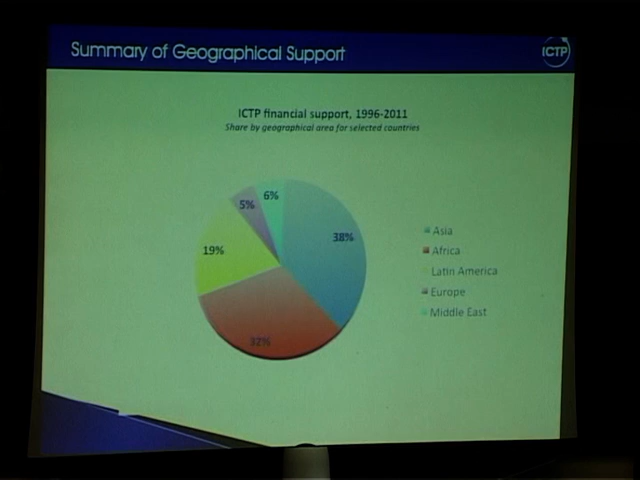 Summary of Geographical Support
ICTP
ICTP financial support, 1996-2011
Share by geographical area for selected countries
6%
5%
38%
19%
32%
Asia
Africa
Latin America
Europe
Middle East